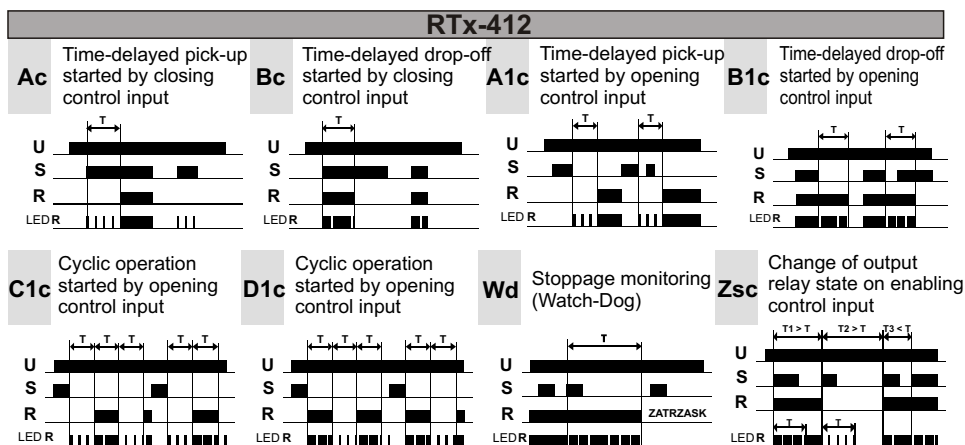 RTx-412
Ac
Time-delayed pick-up
started by closing
control input
T
U
S
R
LED R
Bc
Time-delayed drop-off
started by closing
control input
T
U
S
R
LED R
A1c
Time-delayed pick-up
started by opening
control input
T T
U
S
R
LED R
B1c
Time-delayed drop-off
started by opening
control input
T T
U
S
R
LED R
C1c
Cyclic operation
started by opening
control input
T T T T T
U
S
R
LED R
D1c
Cyclic operation
started by opening
control input
T T T T T
U
S
R
LED R
Wd
Stoppage monitoring
(Watch-Dog)
T
U
S
R ZATRZASK
LED R
Zsc
Change of output
relay state on enabling
control input
T1 > T T2 > T T3 < T
U
S
R
T T
LED R